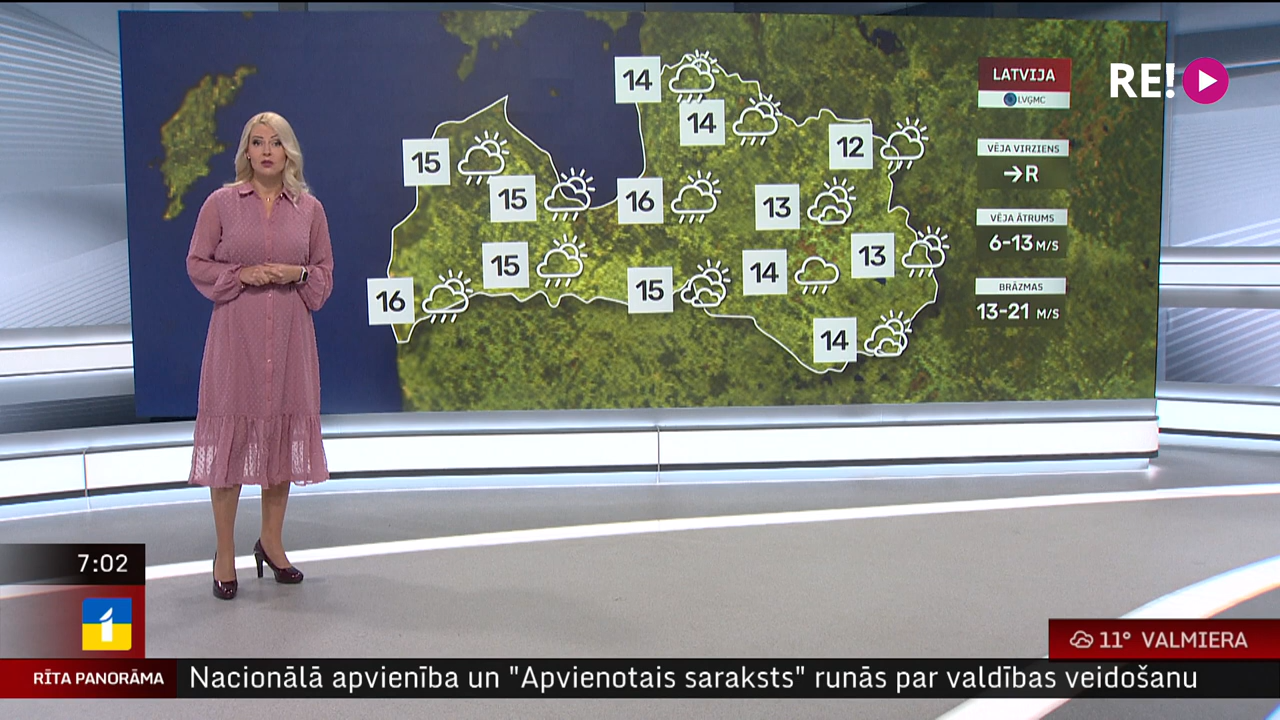 RE!
LATVIJA
LVĢMC
VĒJA VIRZIENS
→R
VĒJA ĀTRUMS
6-13 M/S
BRĀZMAS
13-21 M/S
14
14
12
15
15
16
13
15
13
14
15
16
14
7:02
1
11° VALMIERA
RĪTA PANORĀMA
Nacionālā apvienība un "Apvienotais saraksts" runās par valdības veidošanu